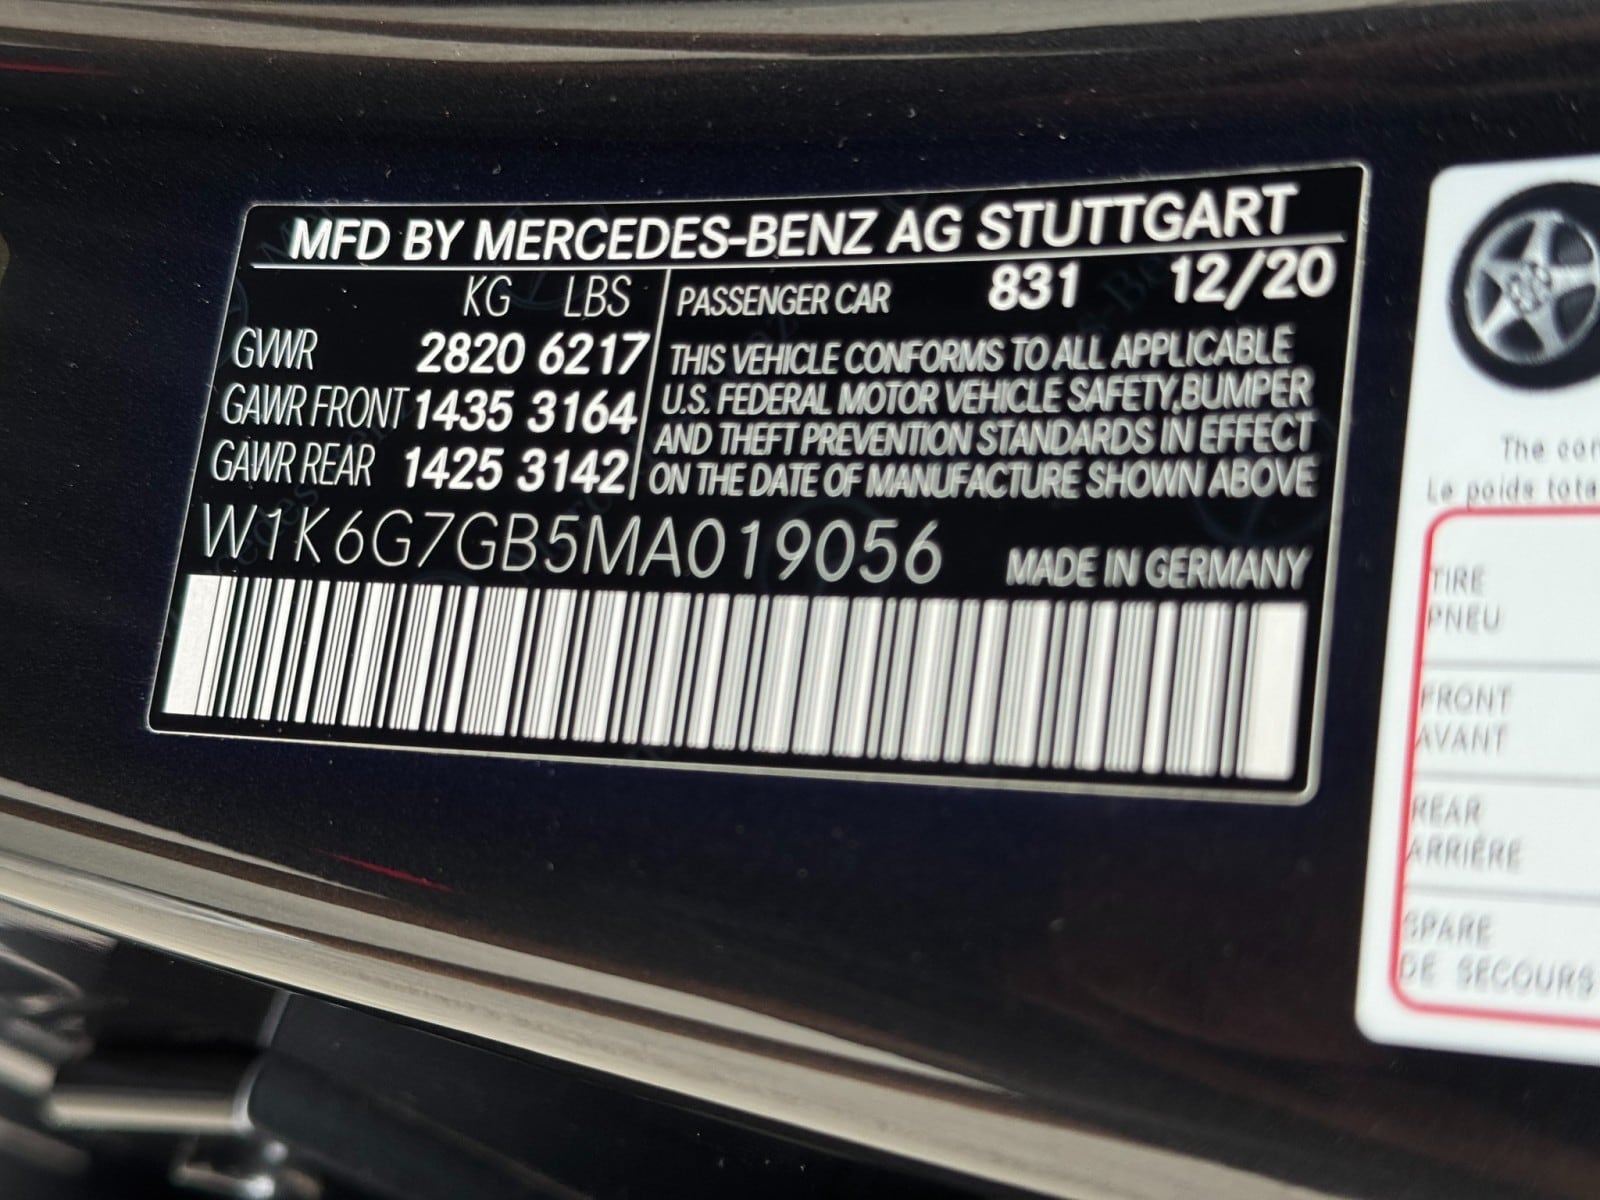 MFD BY MERCEDES-BENZ AG STUTTGART
KG LBS
GVWR 2820 6217
GAWR FRONT 1435 3164
GAWR REAR 1425 3142
PASSENGER CAR 831 12/20
THIS VEHICLE CONFORMS TO ALL APPLICABLE
U.S. FEDERAL MOTOR VEHICLE SAFETY,BUMPER
AND THEFT PREVENTION STANDARDS IN EFFECT
ON THE DATE OF MANUFACTURE SHOWN ABOVE
W1K6G7GB5MA019056 MADE IN GERMANY
The
Le poids
TIRE
PNEU
FRONT
AVANT
REAR
ARRIÈRE
SPARE
DE SECOURS